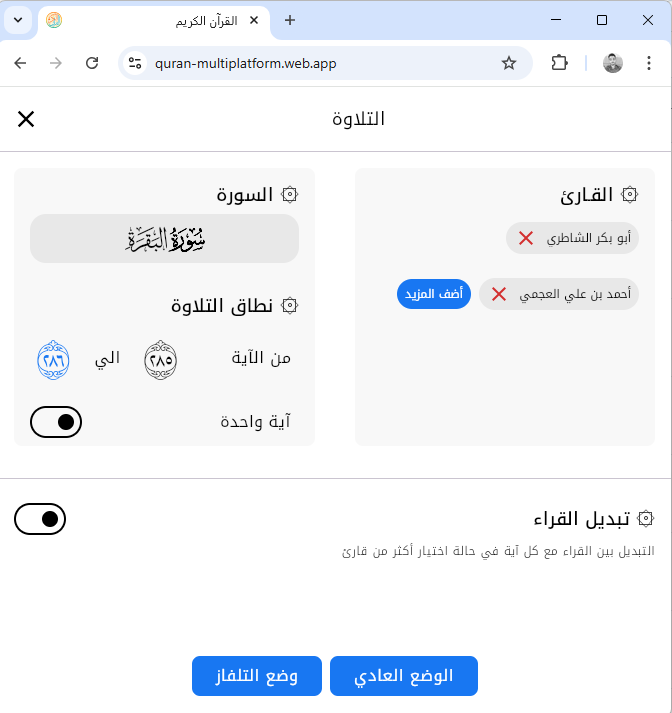 القرآن الكريم
quran-multiplatform.web.app
التلاوة
القارئ
أبو بكر الشاطري
أحمد بن علي العجمي
أضف المزيد
السورة
سُورَةُ البَقَرَةِ
نطاق التلاوة
من الآية ٢٨٥ الي ٢٨٦
آية واحدة
تبديل القراء
التبديل بين القراء مع كل آية في حالة اختيار أكثر من قارئ
الوضع العادي
وضع التلفاز